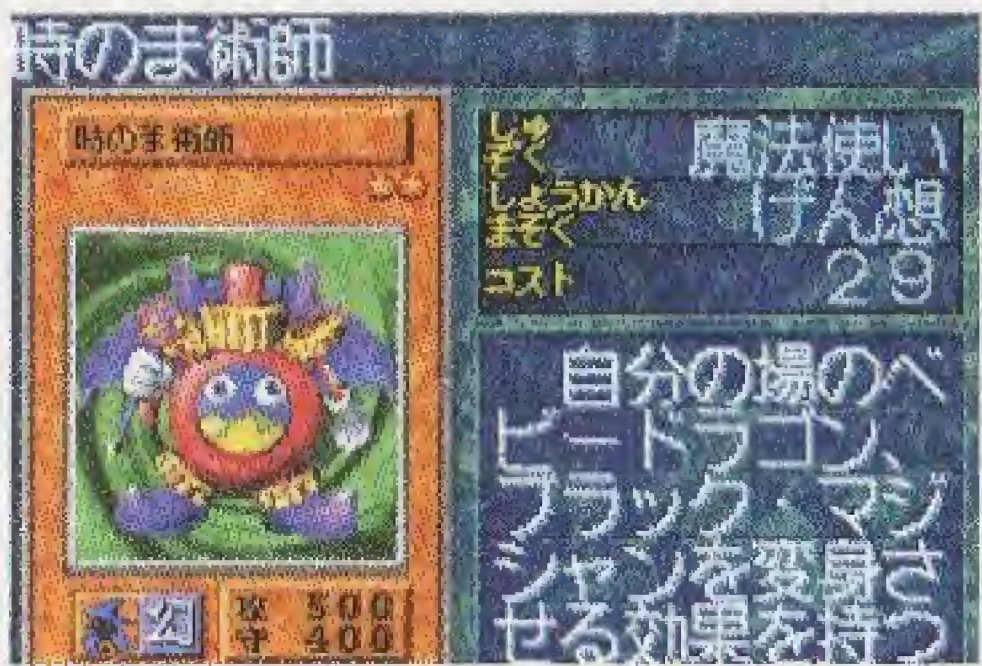 時のま術師
時のま術師
攻 500
守 400
幻
しゅぞく 魔法使い
しょうかんまぞく げん想
コスト 29
自分の場のベ
ビードラゴン、
ブラック・マジ
シャンを変身さ
せる効果を持つ